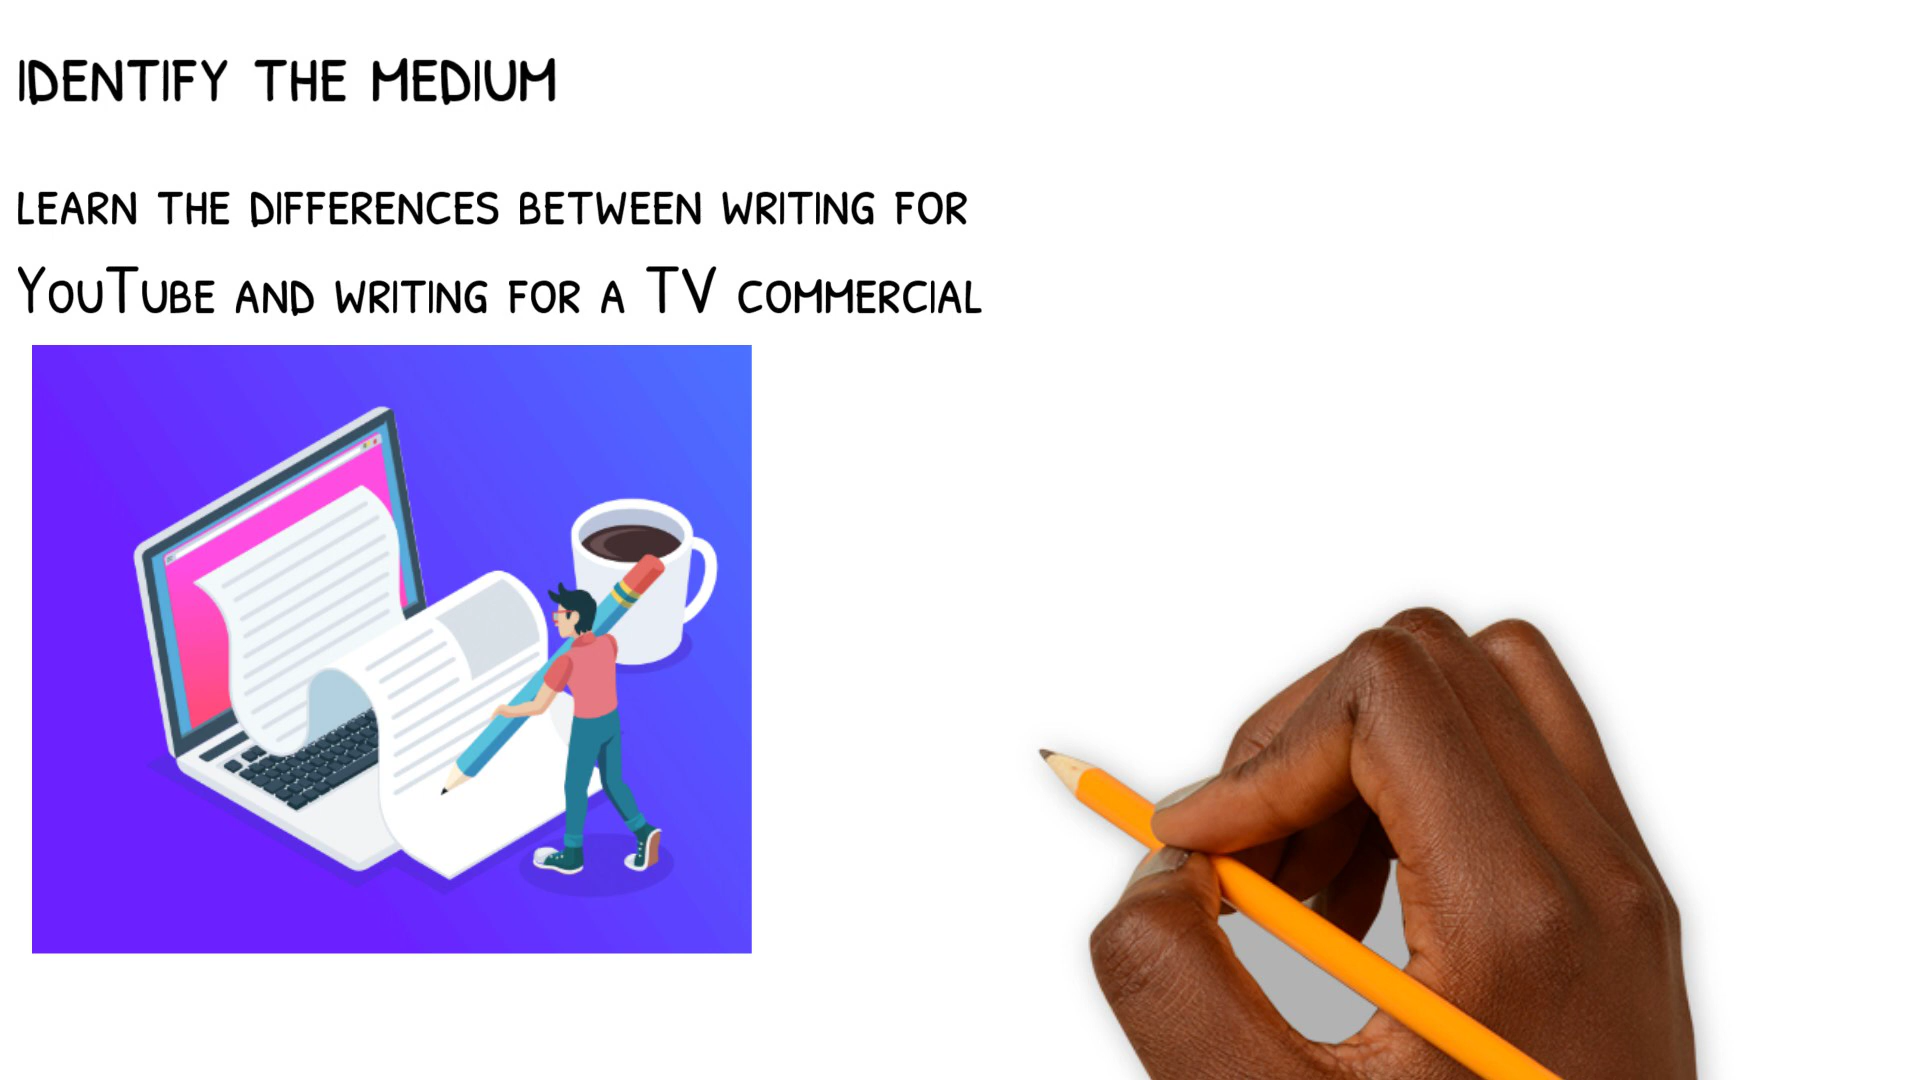 IDENTIFY THE MEDIUM
LEARN THE DIFFERENCES BETWEEN WRITING FOR
YOUTUBE AND WRITING FOR A TV COMMERCIAL